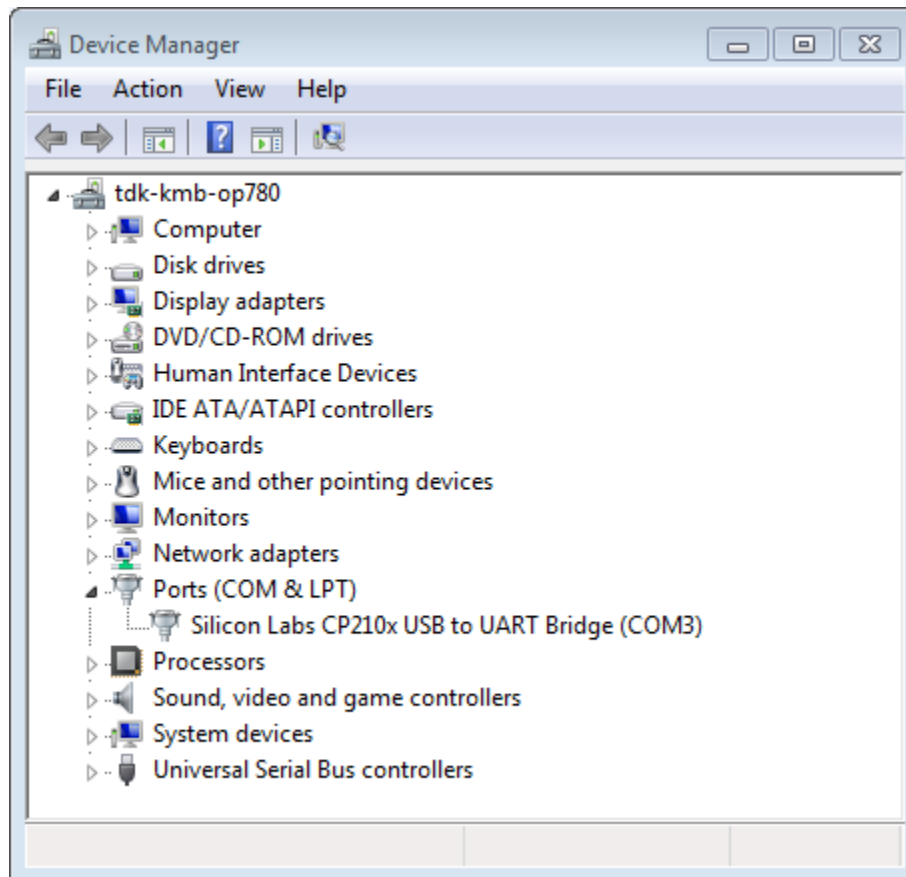 Device Manager
File Action View Help
tdk-kmb-op780
Computer
Disk drives
Display adapters
DVD/CD-ROM drives
Human Interface Devices
IDE ATA/ATAPI controllers
Keyboards
Mice and other pointing devices
Monitors
Network adapters
Ports (COM & LPT)
Silicon Labs CP210x USB to UART Bridge (COM3)
Processors
Sound, video and game controllers
System devices
Universal Serial Bus controllers